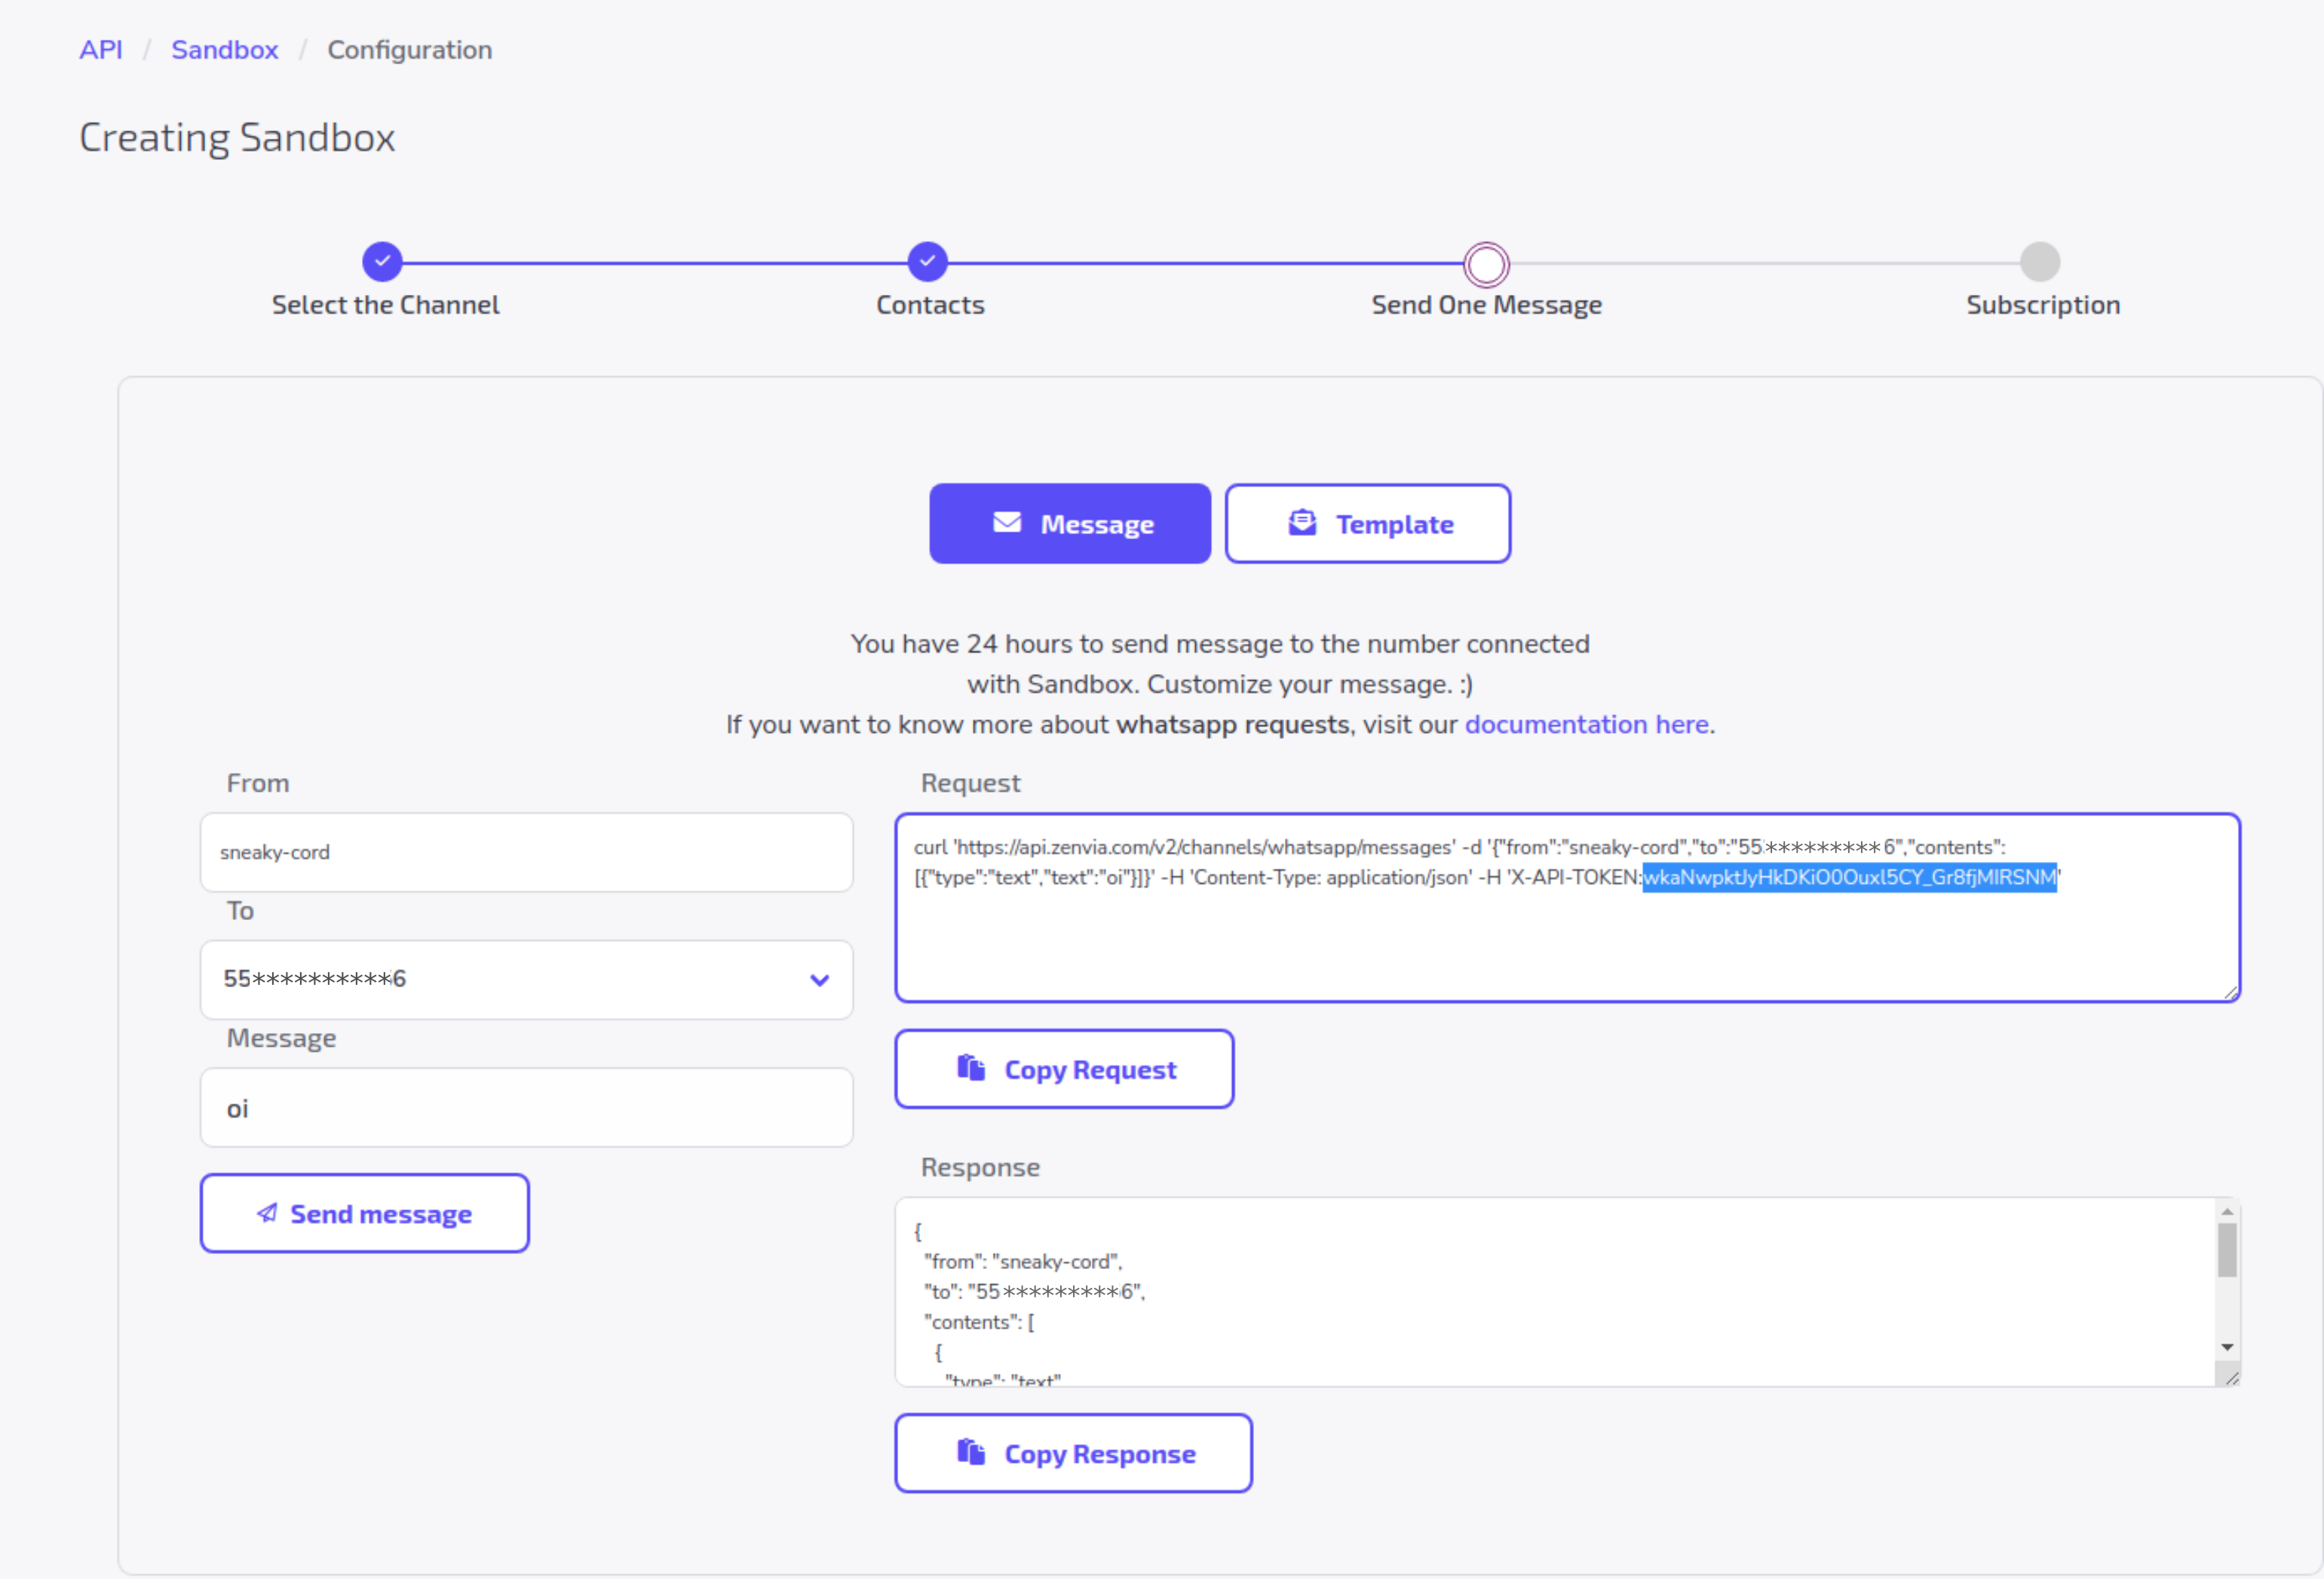 API / Sandbox / Configuration
Creating Sandbox
Select the Channel
Contacts
Send One Message
Subscription
Message
Template
You have 24 hours to send message to the number connected
with Sandbox. Customize your message. :)
If you want to know more about whatsapp requests, visit our documentation here.
From
sneaky-cord
To
55**********6
Message
oi
Send message
Request
curl 'https://api.zenvia.com/v2/channels/whatsapp/messages' -d '{"from":"sneaky-cord","to":"55*********6","contents":
[{"type":"text","text":"oi"}]}' -H 'Content-Type: application/json' -H 'X-API-TOKEN:wkaNwpktJyHkDKiO0Ouxl5CY_Gr8fjMIRSNM'
Copy Request
Response
{
"from": "sneaky-cord",
"to": "55*********6",
"contents": [
{
"type": "text"
Copy Response